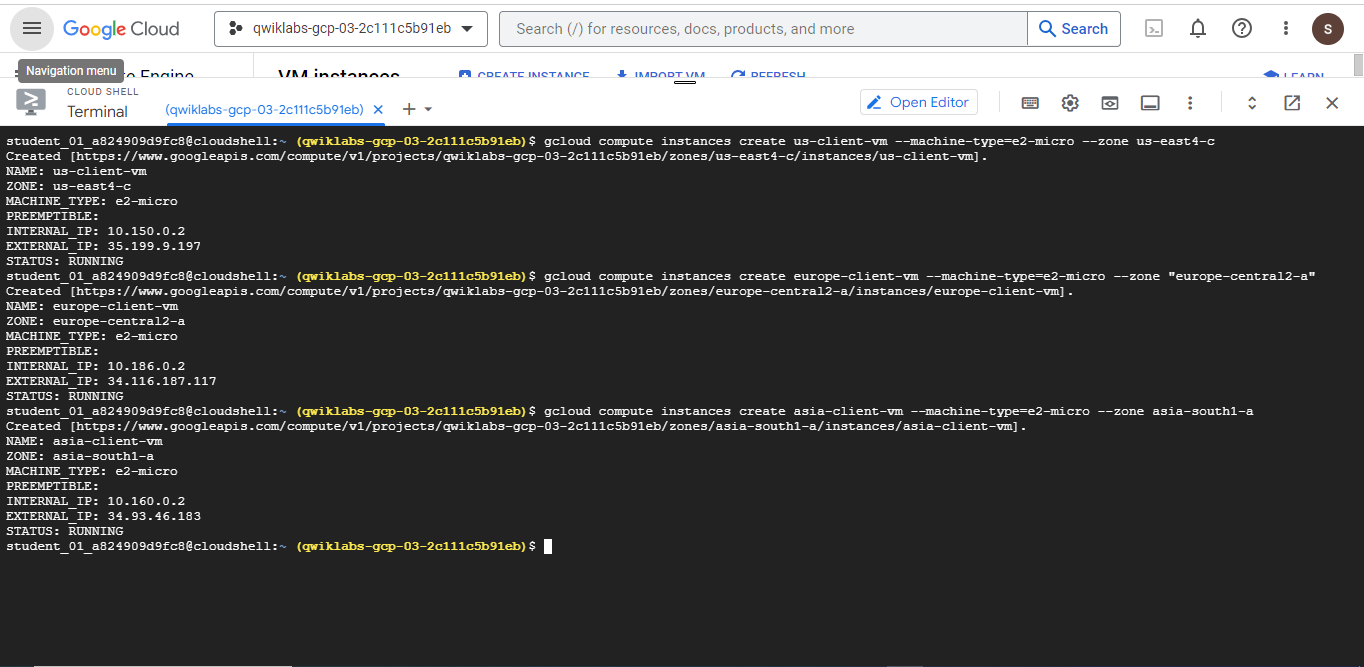 Google Cloud
qwiklabs-gcp-03-2c111c5b91eb
Search (/) for resources, docs, products, and more
Search
S
Navigation menu
Engine
VM instances
CREATE INSTANCE
IMPORT VM
REFRESH
LEARN
CLOUD SHELL
Terminal
(qwiklabs-gcp-03-2c111c5b91eb)
Open Editor
student_01_a824909d9fc8@cloudshell:~ (qwiklabs-gcp-03-2c111c5b91eb)$ gcloud compute instances create us-client-vm --machine-type=e2-micro --zone us-east4-c
Created [https://www.googleapis.com/compute/v1/projects/qwiklabs-gcp-03-2c111c5b91eb/zones/us-east4-c/instances/us-client-vm].
NAME: us-client-vm
ZONE: us-east4-c
MACHINE_TYPE: e2-micro
PREEMPTIBLE:
INTERNAL_IP: 10.150.0.2
EXTERNAL_IP: 35.199.9.197
STATUS: RUNNING
student_01_a824909d9fc8@cloudshell:~ (qwiklabs-gcp-03-2c111c5b91eb)$ gcloud compute instances create europe-client-vm --machine-type=e2-micro --zone "europe-central2-a"
Created [https://www.googleapis.com/compute/v1/projects/qwiklabs-gcp-03-2c111c5b91eb/zones/europe-central2-a/instances/europe-client-vm].
NAME: europe-client-vm
ZONE: europe-central2-a
MACHINE_TYPE: e2-micro
PREEMPTIBLE:
INTERNAL_IP: 10.186.0.2
EXTERNAL_IP: 34.116.187.117
STATUS: RUNNING
student_01_a824909d9fc8@cloudshell:~ (qwiklabs-gcp-03-2c111c5b91eb)$ gcloud compute instances create asia-client-vm --machine-type=e2-micro --zone asia-south1-a
Created [https://www.googleapis.com/compute/v1/projects/qwiklabs-gcp-03-2c111c5b91eb/zones/asia-south1-a/instances/asia-client-vm].
NAME: asia-client-vm
ZONE: asia-south1-a
MACHINE_TYPE: e2-micro
PREEMPTIBLE:
INTERNAL_IP: 10.160.0.2
EXTERNAL_IP: 34.93.46.183
STATUS: RUNNING
student_01_a824909d9fc8@cloudshell:~ (qwiklabs-gcp-03-2c111c5b91eb)$